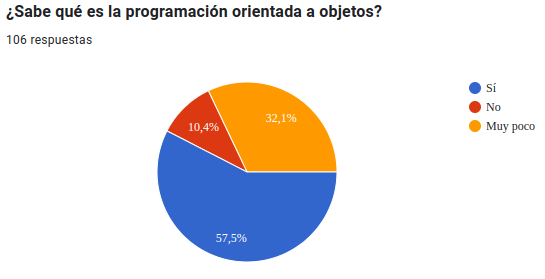 ¿Sabe qué es la programación orientada a objetos?
106 respuestas
Sí
No
Muy poco
32,1%
10,4%
57,5%